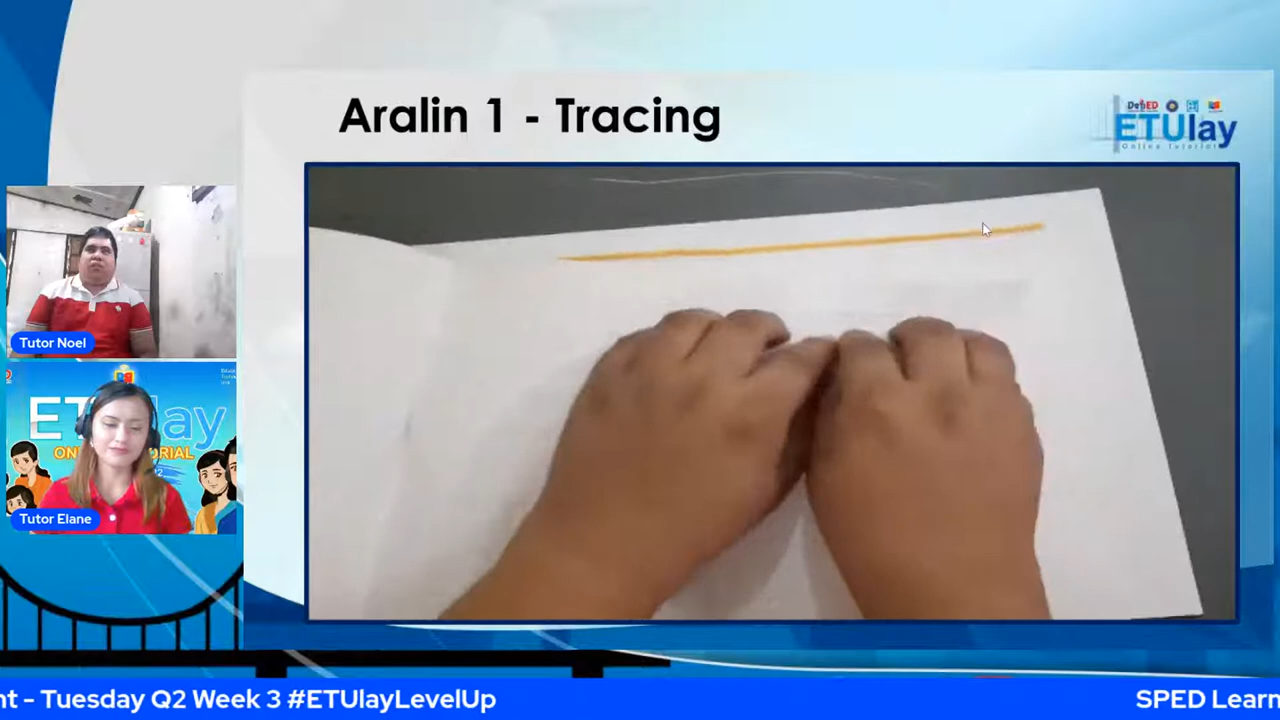 Aralin 1 - Tracing
DepED
ETUlay
Online Tutorial
Tutor Noel
ETUlay
Tutor Elane
nt - Tuesday Q2 Week 3 #ETUlayLevelUp
SPED Learn